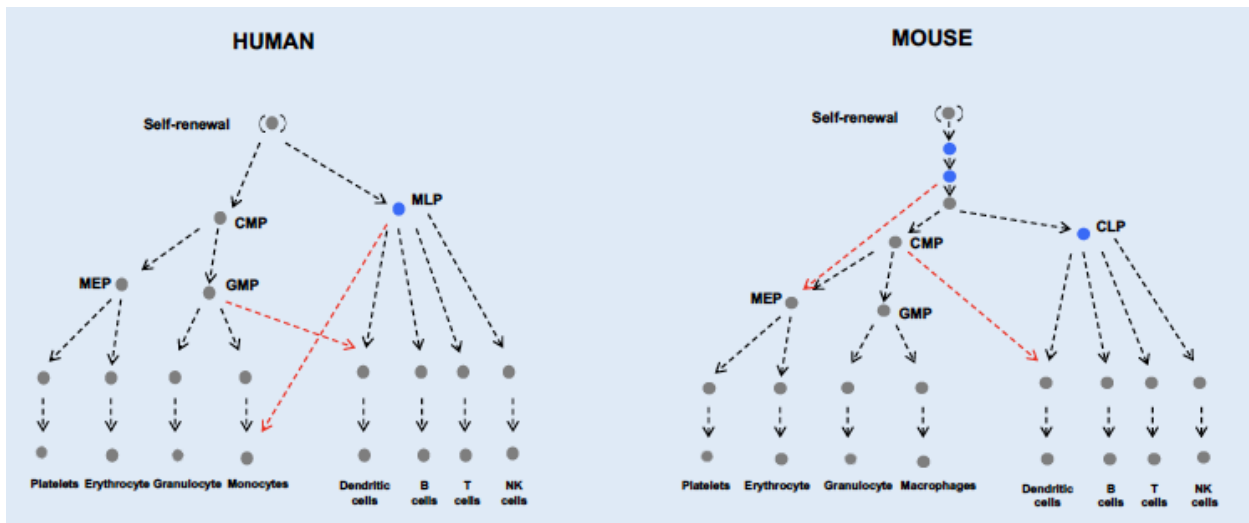 HUMAN
Self-renewal
MLP
CMP
MEP
GMP
Platelets Erythrocyte Granulocyte Monocytes
Dendritic cells
B cells
T cells
NK cells
MOUSE
Self-renewal
CLP
CMP
MEP
GMP
Platelets Erythrocyte Granulocyte Macrophages
Dendritic cells
B cells
T cells
NK cells